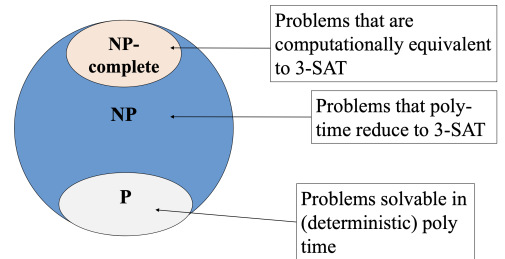 NP-
complete
Problems that are
computationally equivalent
to 3-SAT
NP
Problems that poly-
time reduce to 3-SAT
P
Problems solvable in
(deterministic) poly
time